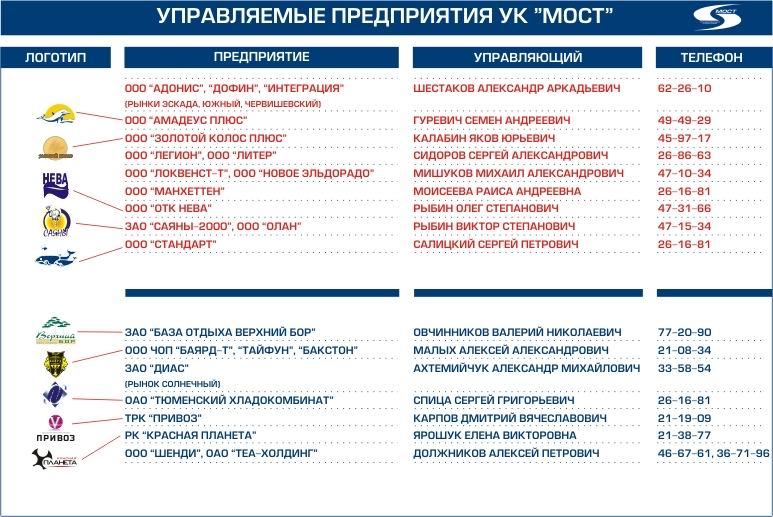 УПРАВЛЯЕМЫЕ ПРЕДПРИЯТИЯ УК ”МОСТ”
МОСТ
ЛОГОТИП ПРЕДПРИЯТИЕ УПРАВЛЯЮЩИЙ ТЕЛЕФОН
ООО “АДОНИС”, “ДОФИН”, “ИНТЕГРАЦИЯ” ШЕСТАКОВ АЛЕКСАНДР АРКАДЬЕВИЧ 62-26-10
(РЫНКИ ЭСКАДА, ЮЖНЫЙ, ЧЕРВИШЕВСКИЙ)
ООО “АМАДЕУС ПЛЮС” ГУРЕВИЧ СЕМЕН АНДРЕЕВИЧ 49-49-29
ООО “ЗОЛОТОЙ КОЛОС ПЛЮС” КАЛАБИН ЯКОВ ЮРЬЕВИЧ 45-97-17
ООО “ЛЕГИОН”, ООО “ЛИТЕР” СИДОРОВ СЕРГЕЙ АЛЕКСАНДРОВИЧ 26-86-63
ООО “ЛОКВЕНСТ-Т”, ООО “НОВОЕ ЭЛЬДОРАДО” МИШУКОВ МИХАИЛ АЛЕКСАНДРОВИЧ 47-10-34
НЕВА
ООО “МАНХЕТТЕН” МОИСЕЕВА РАИСА АНДРЕЕВНА 26-16-81
ООО “ОТК НЕВА” РЫБИН ОЛЕГ СТЕПАНОВИЧ 47-31-66
САЯНЫ
ЗАО “САЯНЫ-2000”, ООО “ОЛАН” РЫБИН ВИКТОР СТЕПАНОВИЧ 47-15-34
ООО “СТАНДАРТ” САЛИЦКИЙ СЕРГЕЙ ПЕТРОВИЧ 26-16-81
Верхний
БОР
ЗАО “БАЗА ОТДЫХА ВЕРХНИЙ БОР” ОВЧИННИКОВ ВАЛЕРИЙ НИКОЛАЕВИЧ 77-20-90
ООО ЧОП “БАЯРД-Т”, “ТАЙФУН”, “БАКСТОН” МАЛЫХ АЛЕКСЕЙ АЛЕКСАНДРОВИЧ 21-08-34
ЗАО “ДИАС” АХТЕМИЙЧУК АЛЕКСАНДР МИХАЙЛОВИЧ 33-58-54
(РЫНОК СОЛНЕЧНЫЙ)
ОАО “ТЮМЕНСКИЙ ХЛАДОКОМБИНАТ” СПИЦА СЕРГЕЙ ГРИГОРЬЕВИЧ 26-16-81
ТРК “ПРИВОЗ” КАРПОВ ДМИТРИЙ ВЯЧЕСЛАВОВИЧ 21-19-09
ПРИВОЗ
РК “КРАСНАЯ ПЛАНЕТА” ЯРОШУК ЕЛЕНА ВИКТОРОВНА 21-38-77
ООО “ШЕНДИ”, ОАО “ТЕА-ХОЛДИНГ” ДОЛЖНИКОВ АЛЕКСЕЙ ПЕТРОВИЧ 46-67-61, 36-71-96
ПЛАНЕТА